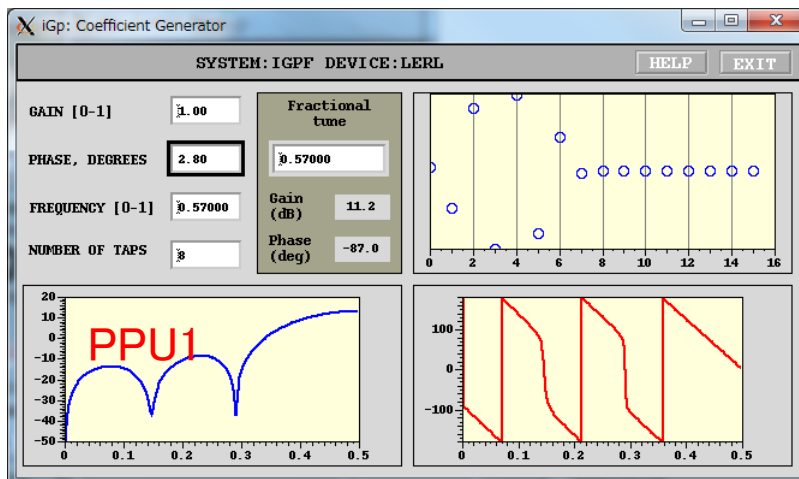 iGp: Coefficient Generator
SYSTEM:IGPF DEVICE:LERL
HELP
EXIT
GAIN [0-1]
1.00
PHASE, DEGREES
2.80
FREQUENCY [0-1]
0.57000
NUMBER OF TAPS
8
Fractional
tune
0.57000
Gain
(dB)
11.2
Phase
(deg)
-87.0
0 2 4 6 8 10 12 14 16
20
10
0
-10
-20
-30
-40
-50
PPU1
0 0.1 0.2 0.3 0.4 0.5
100
0
-100
0 0.1 0.2 0.3 0.4 0.5